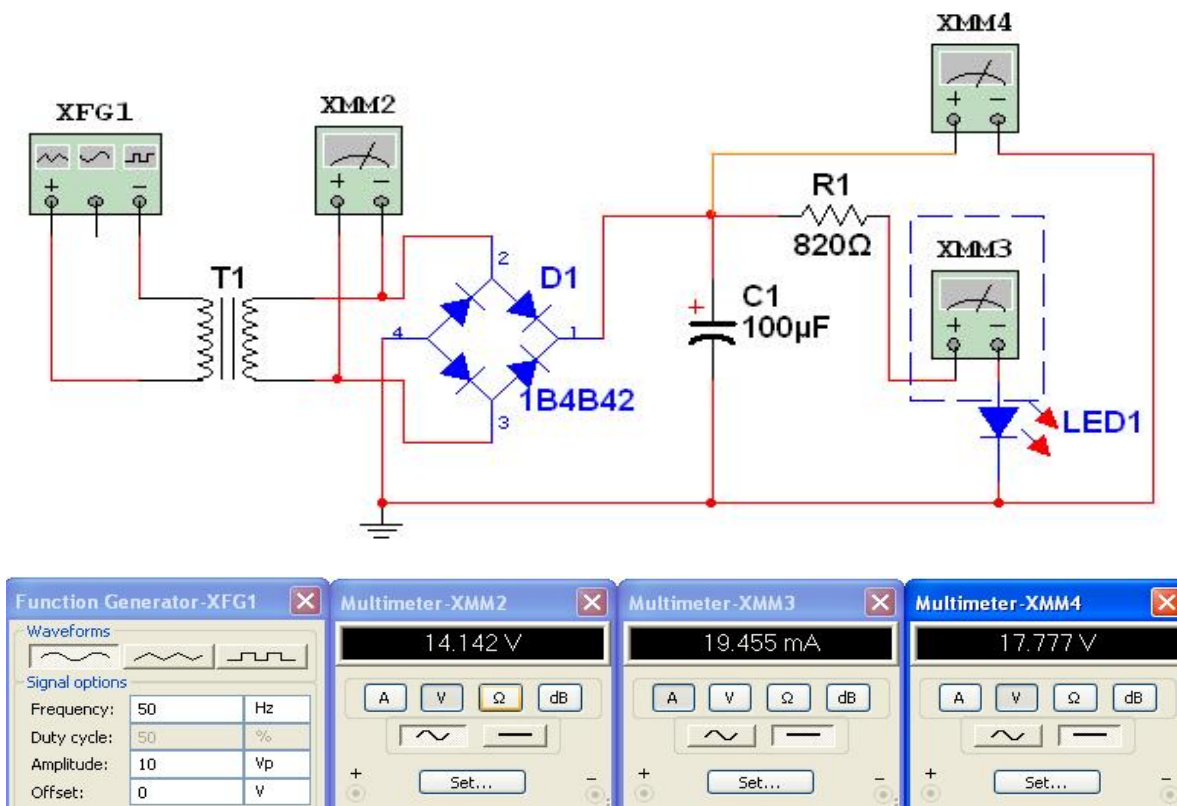 XMM4
XFG1
XMM2
+ −
+ −
+ −
R1
820Ω
XMM3
T1
2
D1
+ −
+
C1
100µF
4
1
1B4B42
3
LED1
Function Generator-XFG1
Waveforms
Signal options
Frequency: 50 Hz
Duty cycle: 50 %
Amplitude: 10 Vp
Offset: 0 V
Multimeter-XMM2
14.142 V
A V Ω dB
+ Set... −
Multimeter-XMM3
19.455 mA
A V Ω dB
+ Set... −
Multimeter-XMM4
17.777 V
A V Ω dB
+ Set... −